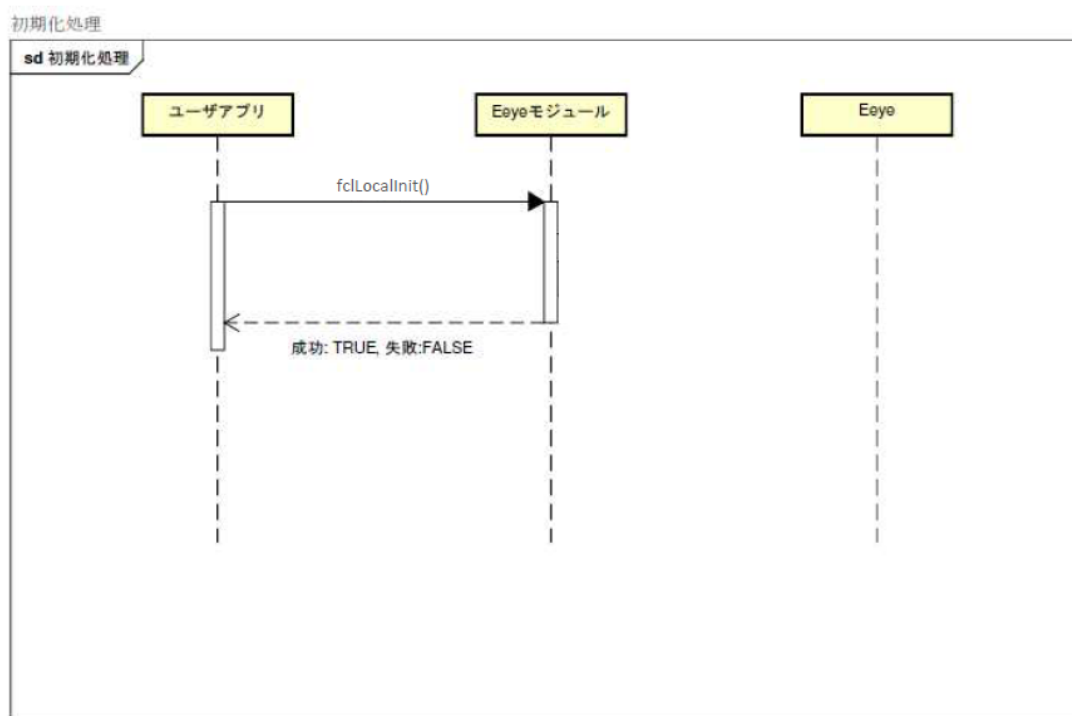 初期化処理
sd 初期化処理
ユーザアプリ
Eeyeモジュール
Eeye
fclLocalInit()
成功: TRUE, 失敗:FALSE